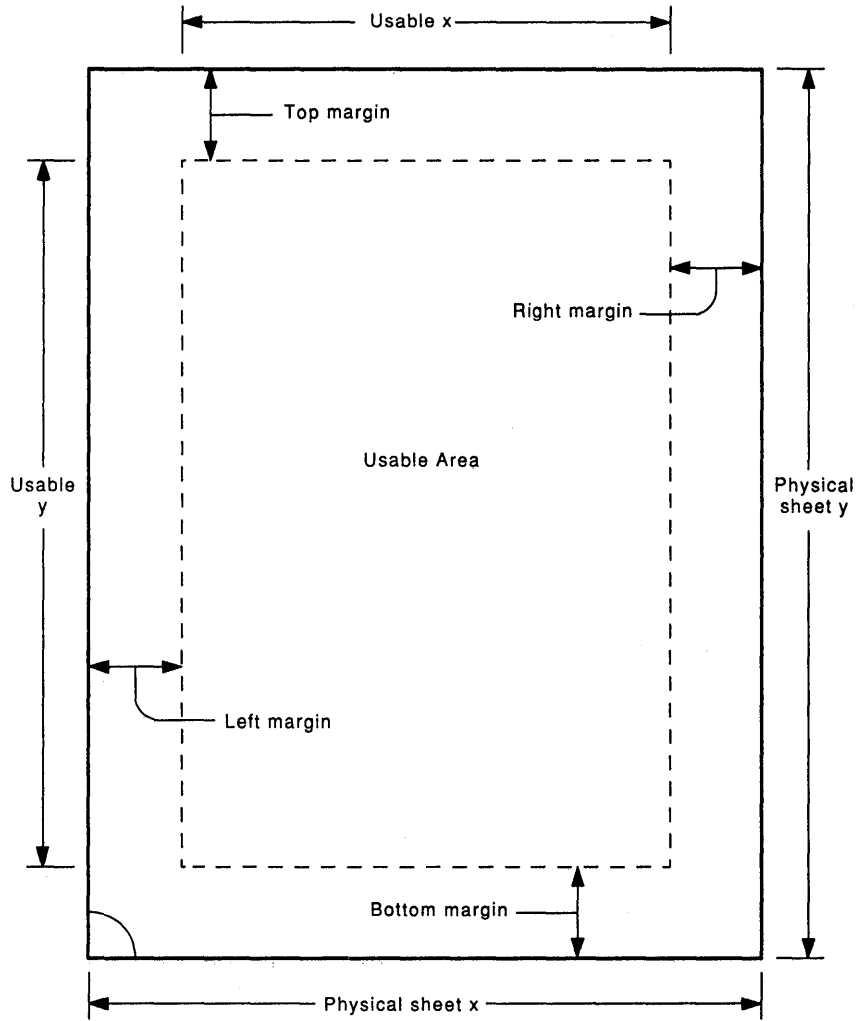 Usable x
Top margin
Right margin
Usable Area
Usable
y
Physical
sheet y
Left margin
Bottom margin
Physical sheet x